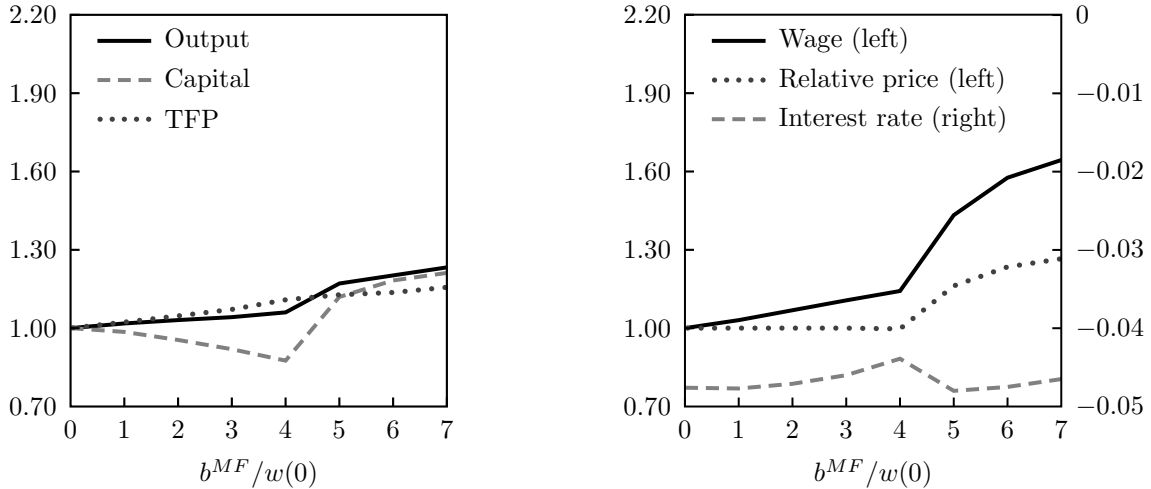 2.20
1.90
1.60
1.30
1.00
0.70
Output
Capital
TFP
0 1 2 3 4 5 6 7
b^{MF}/w(0)
2.20
1.90
1.60
1.30
1.00
0.70
Wage (left)
Relative price (left)
Interest rate (right)
0
−0.01
−0.02
−0.03
−0.04
−0.05
0 1 2 3 4 5 6 7
b^{MF}/w(0)